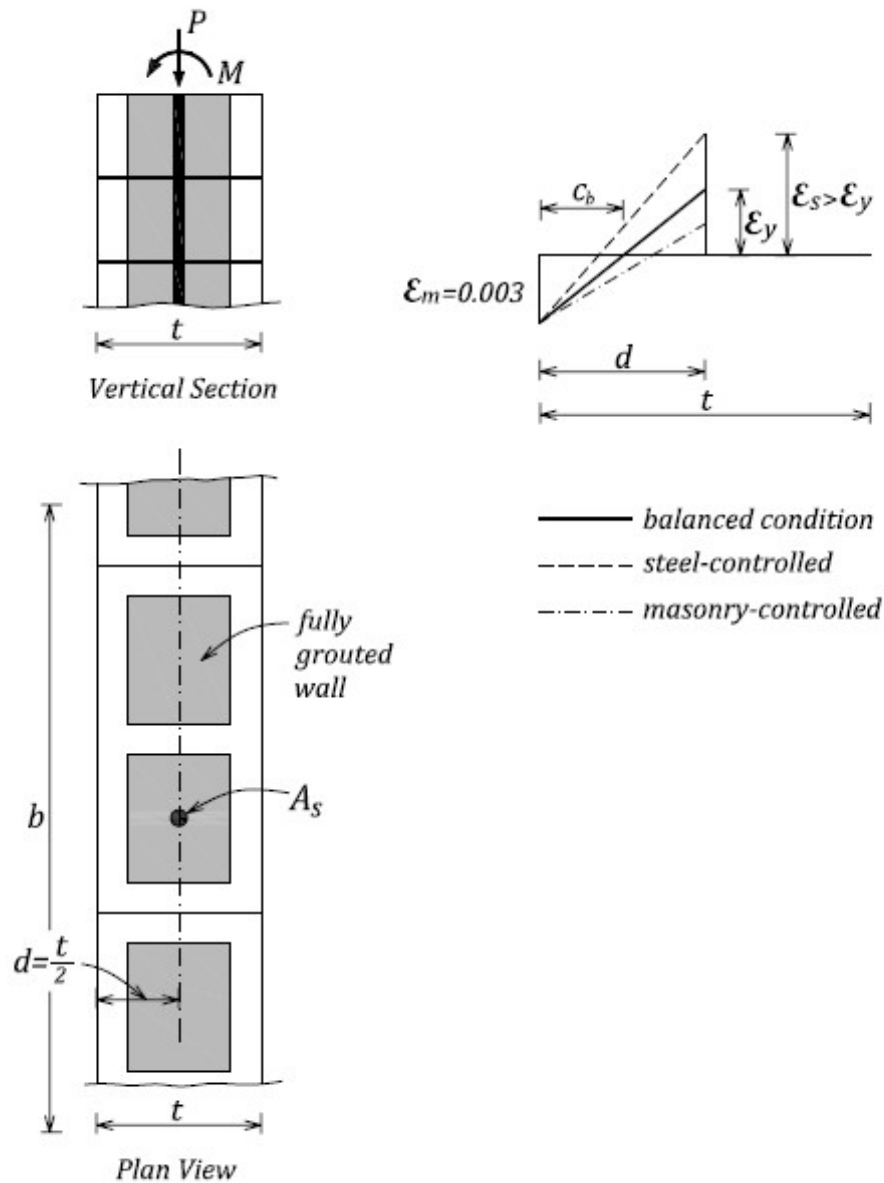 P
M
t
Vertical Section
c_b
ε_y
ε_s>ε_y
ε_m=0.003
d
t
balanced condition
steel-controlled
masonry-controlled
fully
grouted
wall
A_s
b
d=t/2
t
Plan View